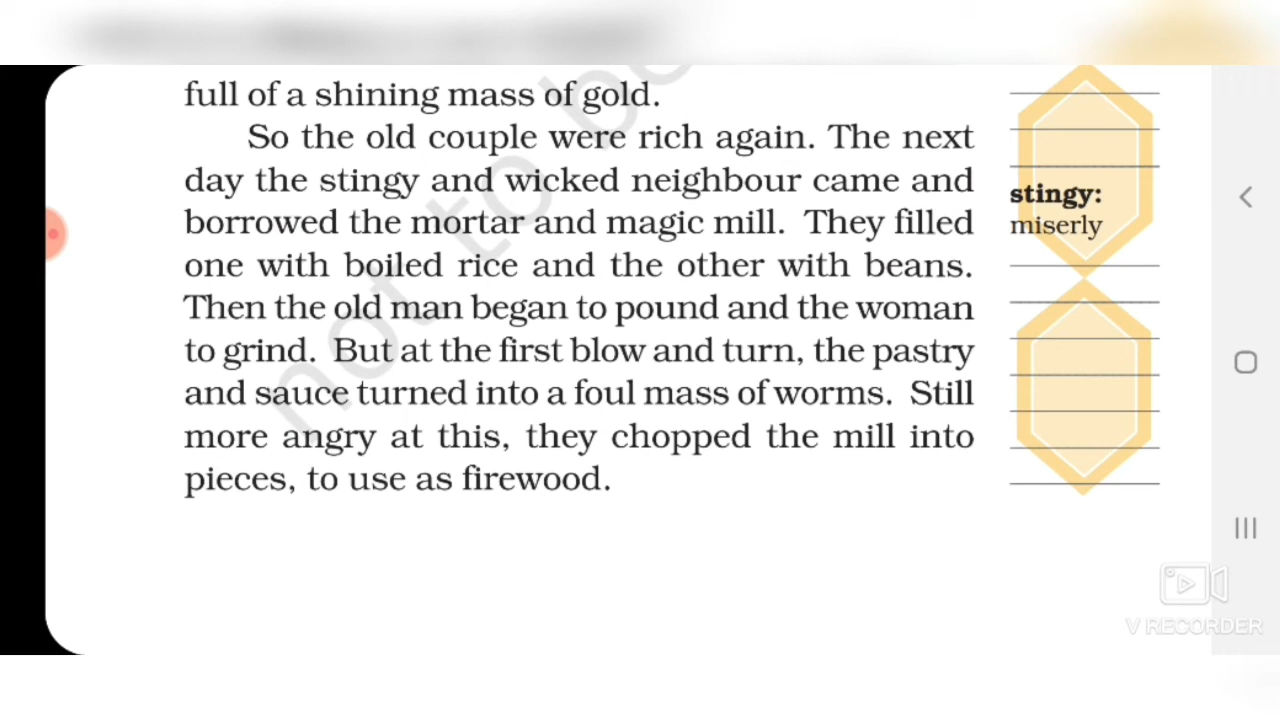 full of a shining mass of gold.
So the old couple were rich again. The next
day the stingy and wicked neighbour came and
borrowed the mortar and magic mill. They filled
one with boiled rice and the other with beans.
Then the old man began to pound and the woman
to grind. But at the first blow and turn, the pastry
and sauce turned into a foul mass of worms. Still
more angry at this, they chopped the mill into
pieces, to use as firewood.
stingy:
miserly
not to be
V RECORDER